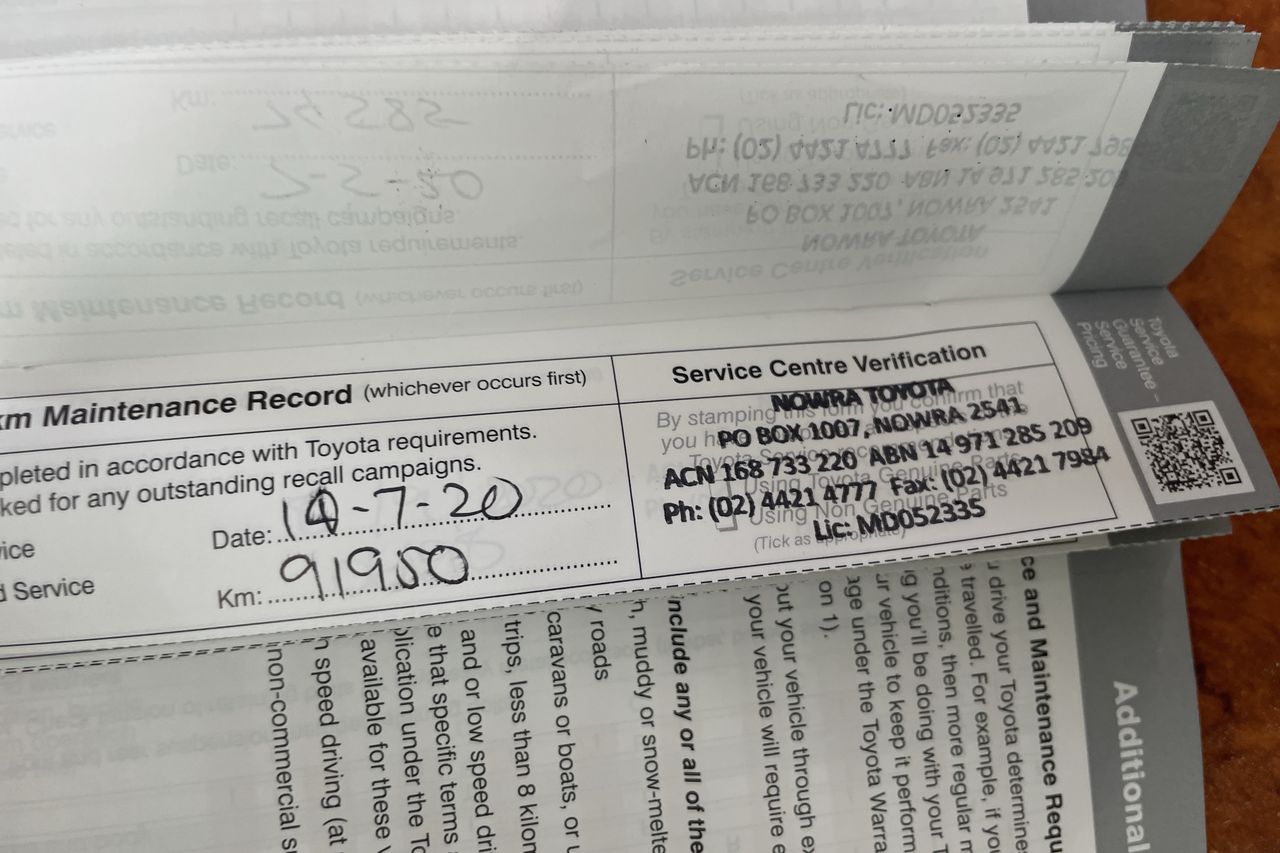 km Maintenance Record (whichever occurs first)
pleted in accordance with Toyota requirements.
ked for any outstanding recall campaigns.
Date: 14-7-20
vice
Km: 91950
d Service
Service Centre Verification
By stamping this form you confirm that
NOWRA TOYOTA
PO BOX 1007, NOWRA 2541
ACN 168 733 220 ABN 14 971 285 209
Using Toyota Genuine Parts
Ph: (02) 4421 4777 Fax: (02) 4421 7984
Using Non Genuine Parts
Lic: MD052335
(Tick as appropriate)
Toyota
Service
Guarantee –
Service
Pricing
Additional
ce and Maintenance Requ
u drive your Toyota determines
e travelled. For example, if you
nditions, then more regular m
g you'll be doing with your T
ur vehicle to keep it perform
age under the Toyota Warra
on 1).
out your vehicle through ex
your vehicle will require e
nclude any or all of the
h, muddy or snow-melte
y roads
caravans or boats, or u
trips, less than 8 kilon
and or low speed dri
e that specific terms
plication under the To
available for these v
h speed driving (at
non-commercial s